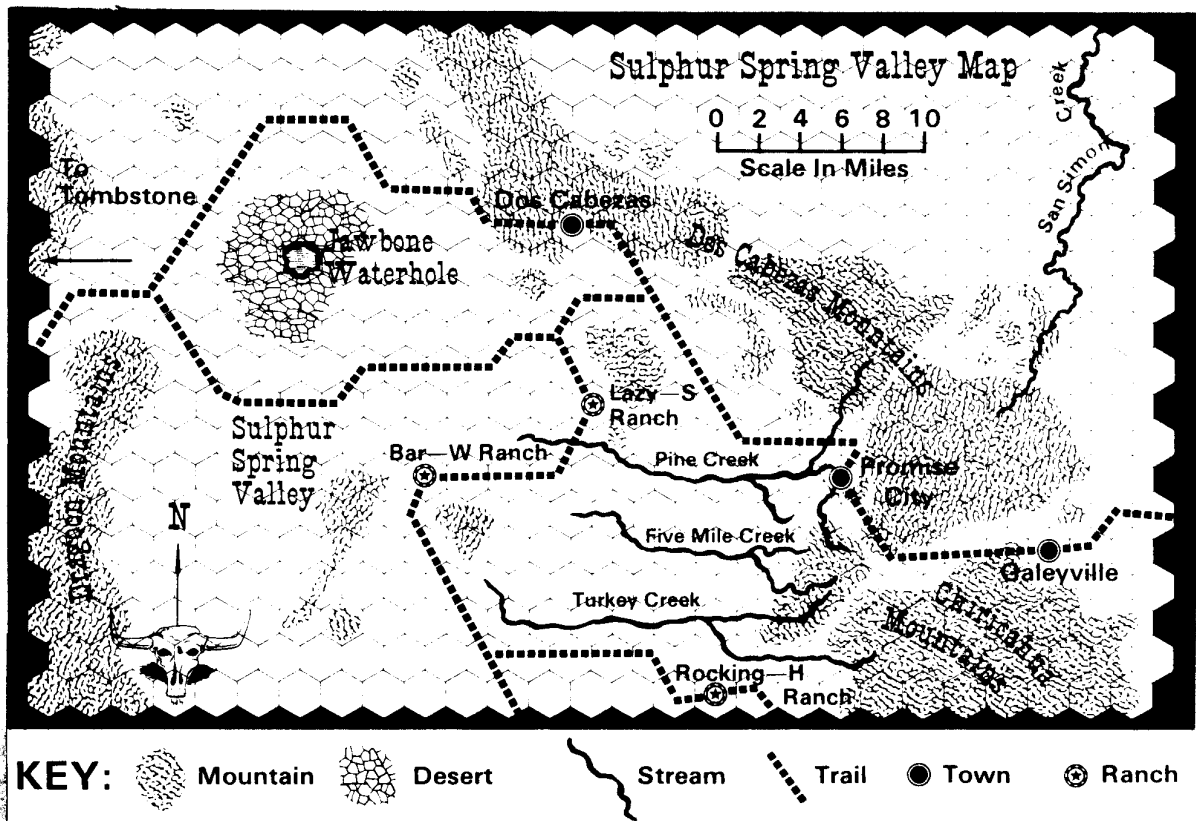 Sulphur Spring Valley Map
0 2 4 6 8 10
Scale In Miles
Creek
San Simon
To
Tombstone
Dos Cabezas
Jawbone
Waterhole
Dos Cabezas Mountains
Dragoon Mountains
Lazy-S
Ranch
Sulphur
Spring
Valley
Bar-W Ranch
Pine Creek
Promise
City
N
Five Mile Creek
Galeyville
Turkey Creek
Chiricahua
Mountains
Rocking-H
Ranch
KEY: Mountain Desert Stream Trail Town Ranch